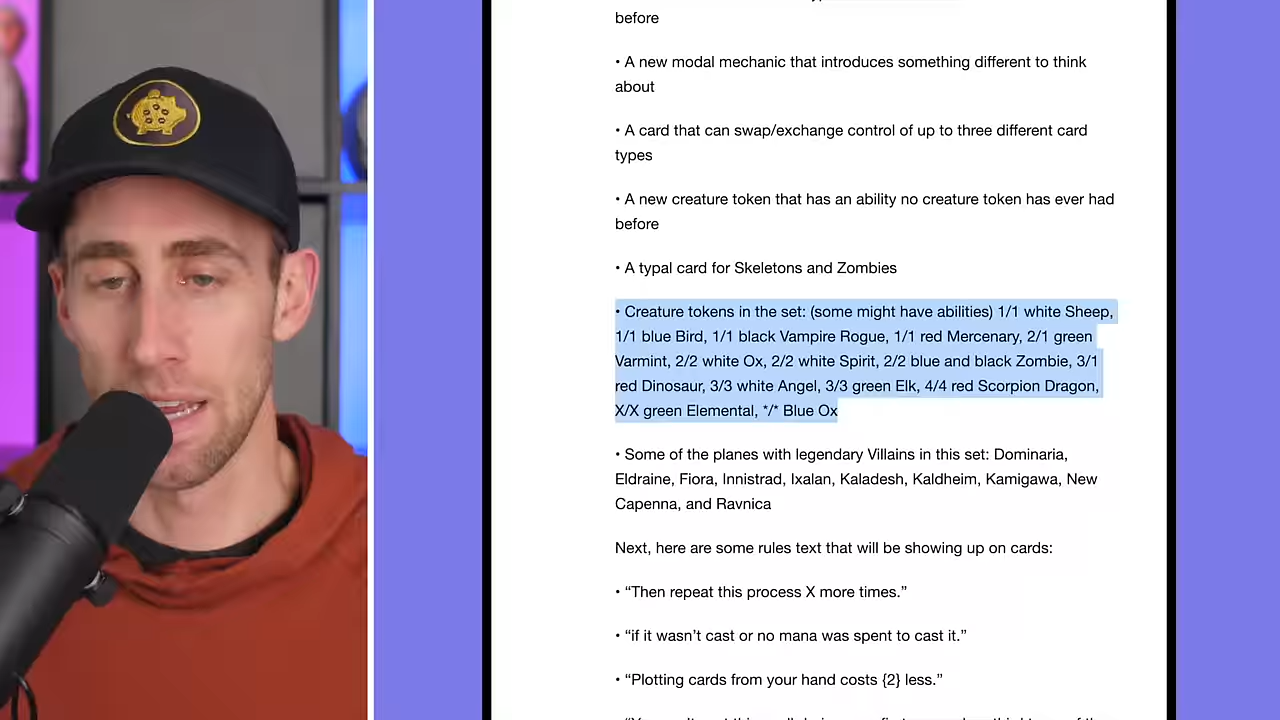 before
• A new modal mechanic that introduces something different to think
about
• A card that can swap/exchange control of up to three different card
types
• A new creature token that has an ability no creature token has ever had
before
• A typal card for Skeletons and Zombies
• Creature tokens in the set: (some might have abilities) 1/1 white Sheep,
1/1 blue Bird, 1/1 black Vampire Rogue, 1/1 red Mercenary, 2/1 green
Varmint, 2/2 white Ox, 2/2 white Spirit, 2/2 blue and black Zombie, 3/1
red Dinosaur, 3/3 white Angel, 3/3 green Elk, 4/4 red Scorpion Dragon,
X/X green Elemental, */* Blue Ox
• Some of the planes with legendary Villains in this set: Dominaria,
Eldraine, Fiora, Innistrad, Ixalan, Kaladesh, Kaldheim, Kamigawa, New
Capenna, and Ravnica
Next, here are some rules text that will be showing up on cards:
• “Then repeat this process X more times.”
• “if it wasn’t cast or no mana was spent to cast it.”
• “Plotting cards from your hand costs {2} less.”